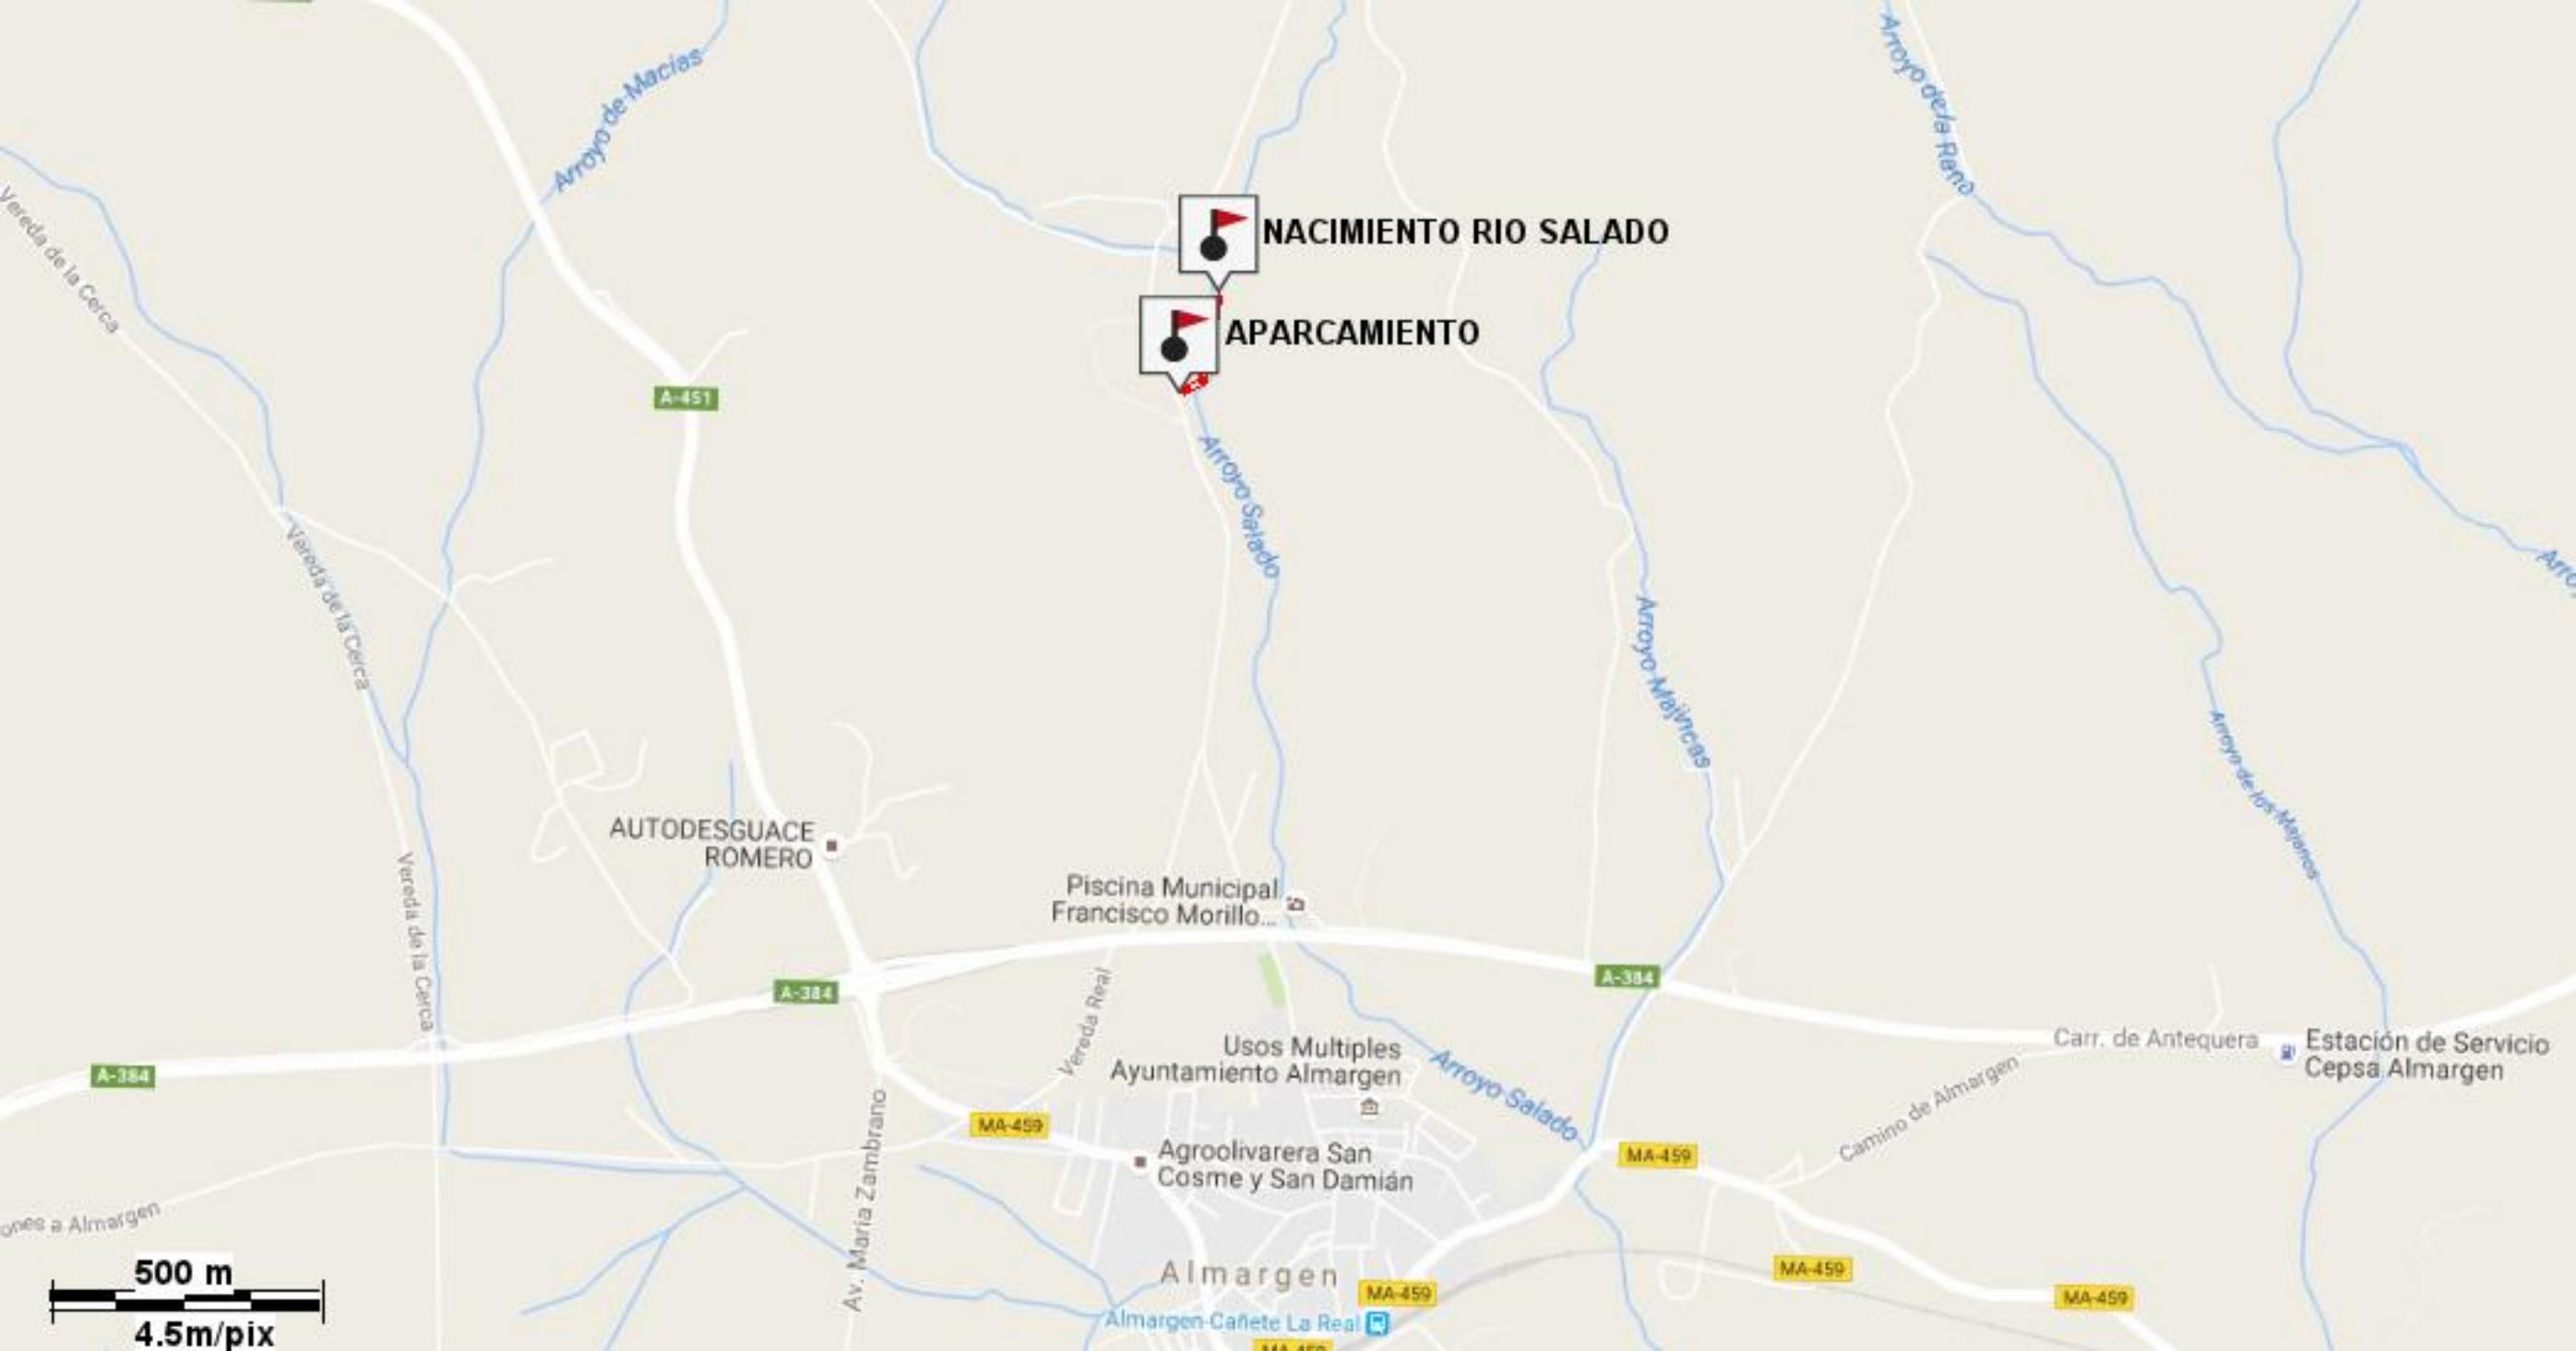 Arroyo de Macías
Arroyo de la Rana
Vereda de la Cerca
NACIMIENTO RIO SALADO
APARCAMIENTO
A-451
Arroyo Salado
Vereda de la Cerca
Arroyo Majincas
Arroyo de los Majanos
AUTODESGUACE
ROMERO
Piscina Municipal
Francisco Morillo...
Vereda de la Cerca
A-384
A-384
A-384
Vereda Real
Carr. de Antequera
Estación de Servicio
Cepsa Almargen
Usos Multiples
Ayuntamiento Almargen
Arroyo Salado
Camino de Almargen
MA-459
MA-459
Av. María Zambrano
Agroolivarera San
Cosme y San Damián
ones a Almargen
Almargen
MA-459
MA-459
MA-459
Almargen-Cañete La Real
500 m
4.5m/pix